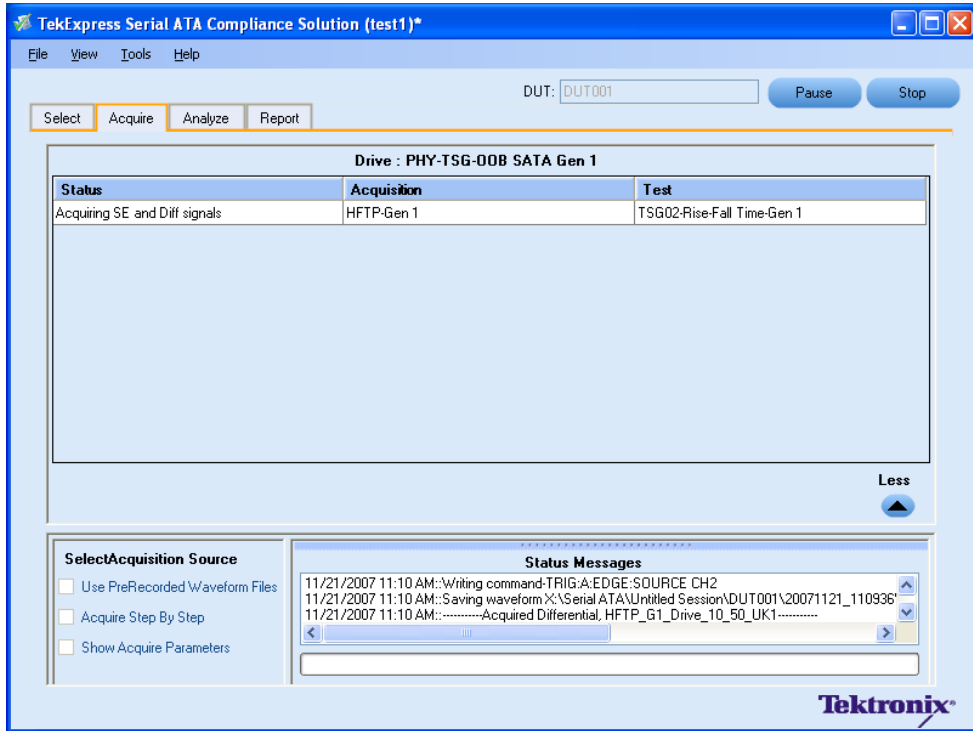 TekExpress Serial ATA Compliance Solution (test1)*
File View Tools Help
DUT: DUT001 Pause Stop
Select Acquire Analyze Report
Drive : PHY-TSG-OOB SATA Gen 1
Status Acquisition Test
Acquiring SE and Diff signals HFTP-Gen 1 TSG02-Rise-Fall Time-Gen 1
Less
SelectAcquisition Source
Use PreRecorded Waveform Files
Acquire Step By Step
Show Acquire Parameters
Status Messages
11/21/2007 11:10 AM::Writing command-TRIG:A:EDGE:SOURCE CH2
11/21/2007 11:10 AM::Saving waveform X:\Serial ATA\Untitled Session\DUT001\20071121_110936\
11/21/2007 11:10 AM::----------Acquired Differential, HFTP_G1_Drive_10_50_UK1----------
Tektronix®